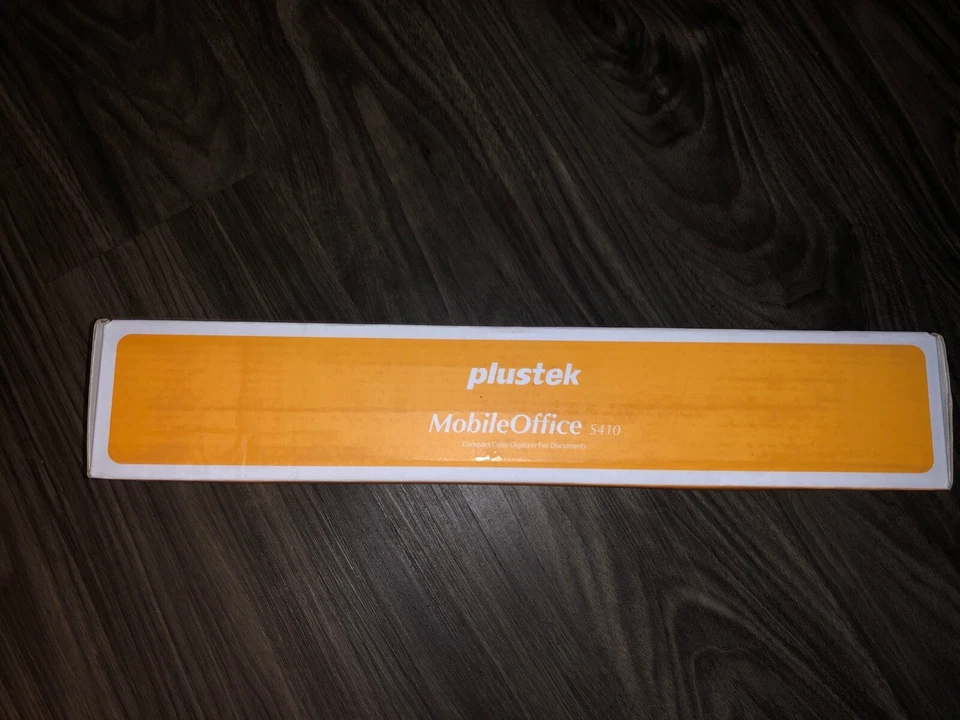 plustek
MobileOffice S410
Compact Color Digitizer For Documents